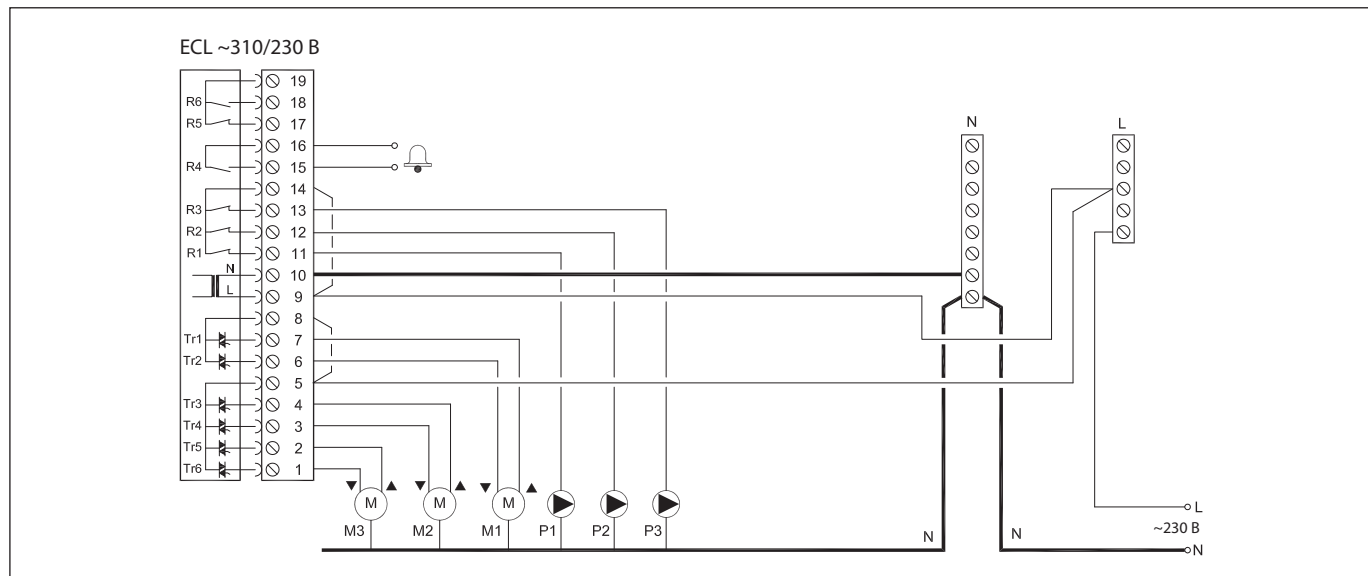 ECL ~310/230 В
19
R6 18
R5 17
16
R4 15
14
R3 13
R2 12
R1 11
N 10
L 9
8
Tr1 7
Tr2 6
5
Tr3 4
Tr4 3
Tr5 2
Tr6 1
N
L
M M M
M3 M2 M1 P1 P2 P3
N N
L
~230 В
N